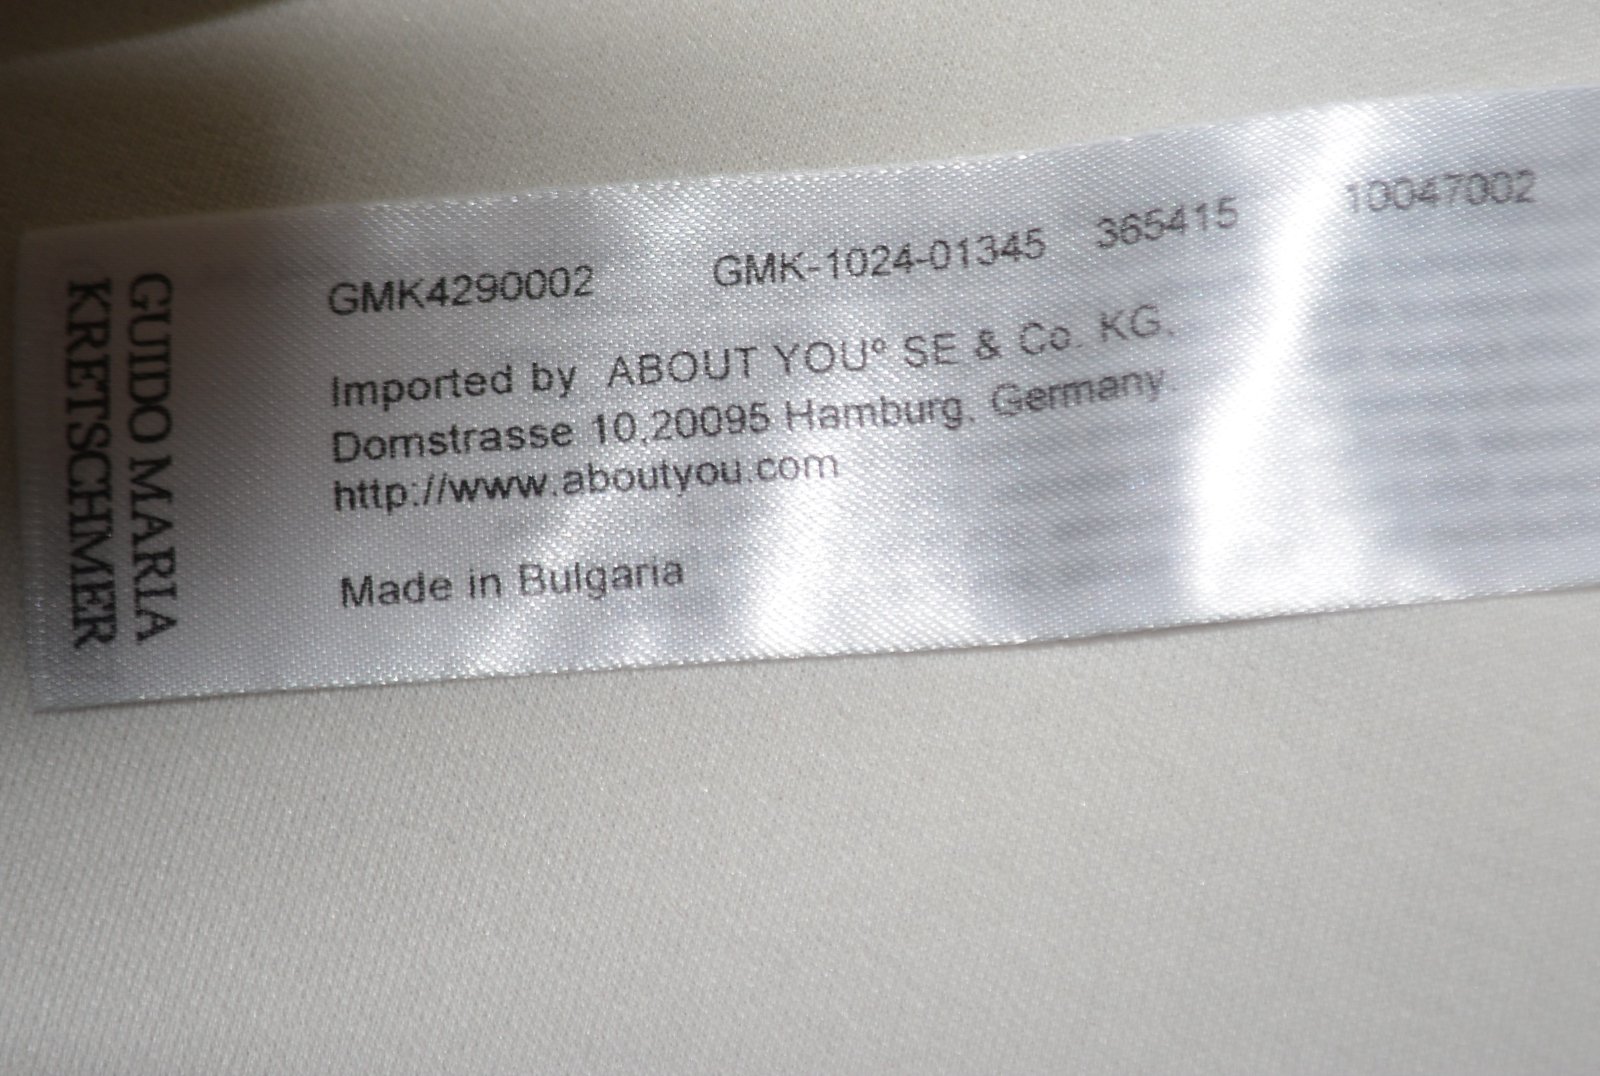 GUIDO MARIA
KRETSCHMER
GMK4290002 GMK-1024-01345 365415 10047002
Imported by ABOUT YOU° SE & Co. KG,
Domstrasse 10,20095 Hamburg, Germany
http://www.aboutyou.com
Made in Bulgaria